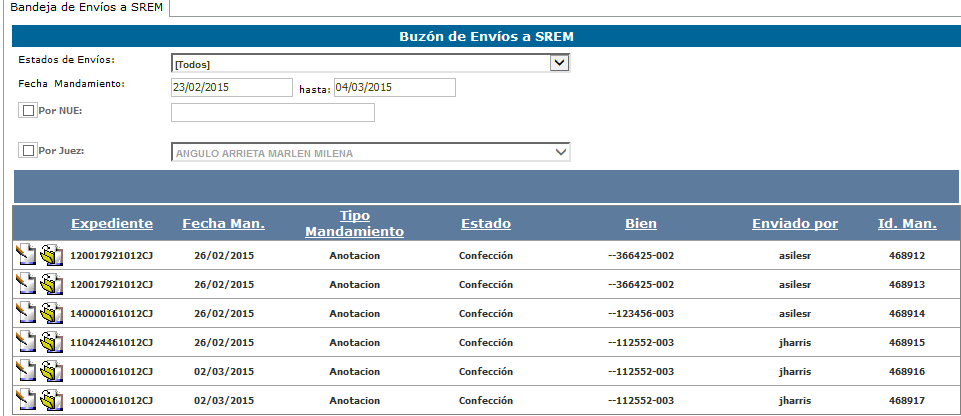 Bandeja de Envíos a SREM
Buzón de Envíos a SREM
Estados de Envíos: [Todos]
Fecha Mandamiento: 23/02/2015 hasta: 04/03/2015
Por NUE:
Por Juez: ANGULO ARRIETA MARLEN MILENA
Expediente Fecha Man. Tipo Mandamiento Estado Bien Enviado por Id. Man.
120017921012CJ 26/02/2015 Anotacion Confección --366425-002 asilesr 468912
120017921012CJ 26/02/2015 Anotacion Confección --366425-002 asilesr 468913
140000161012CJ 26/02/2015 Anotacion Confección --123456-003 asilesr 468914
110424461012CJ 26/02/2015 Anotacion Confección --112552-003 jharris 468915
100000161012CJ 02/03/2015 Anotacion Confección --112552-003 jharris 468916
100000161012CJ 02/03/2015 Anotacion Confección --112552-003 jharris 468917